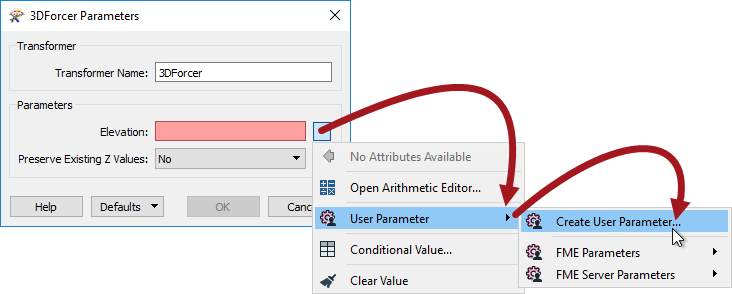 3DForcer Parameters
Transformer
Transformer Name: 3DForcer
Parameters
Elevation:
Preserve Existing Z Values: No
Help Defaults OK Canc
No Attributes Available
Open Arithmetic Editor...
User Parameter
Conditional Value...
Clear Value
Create User Parameter...
FME Parameters
FME Server Parameters